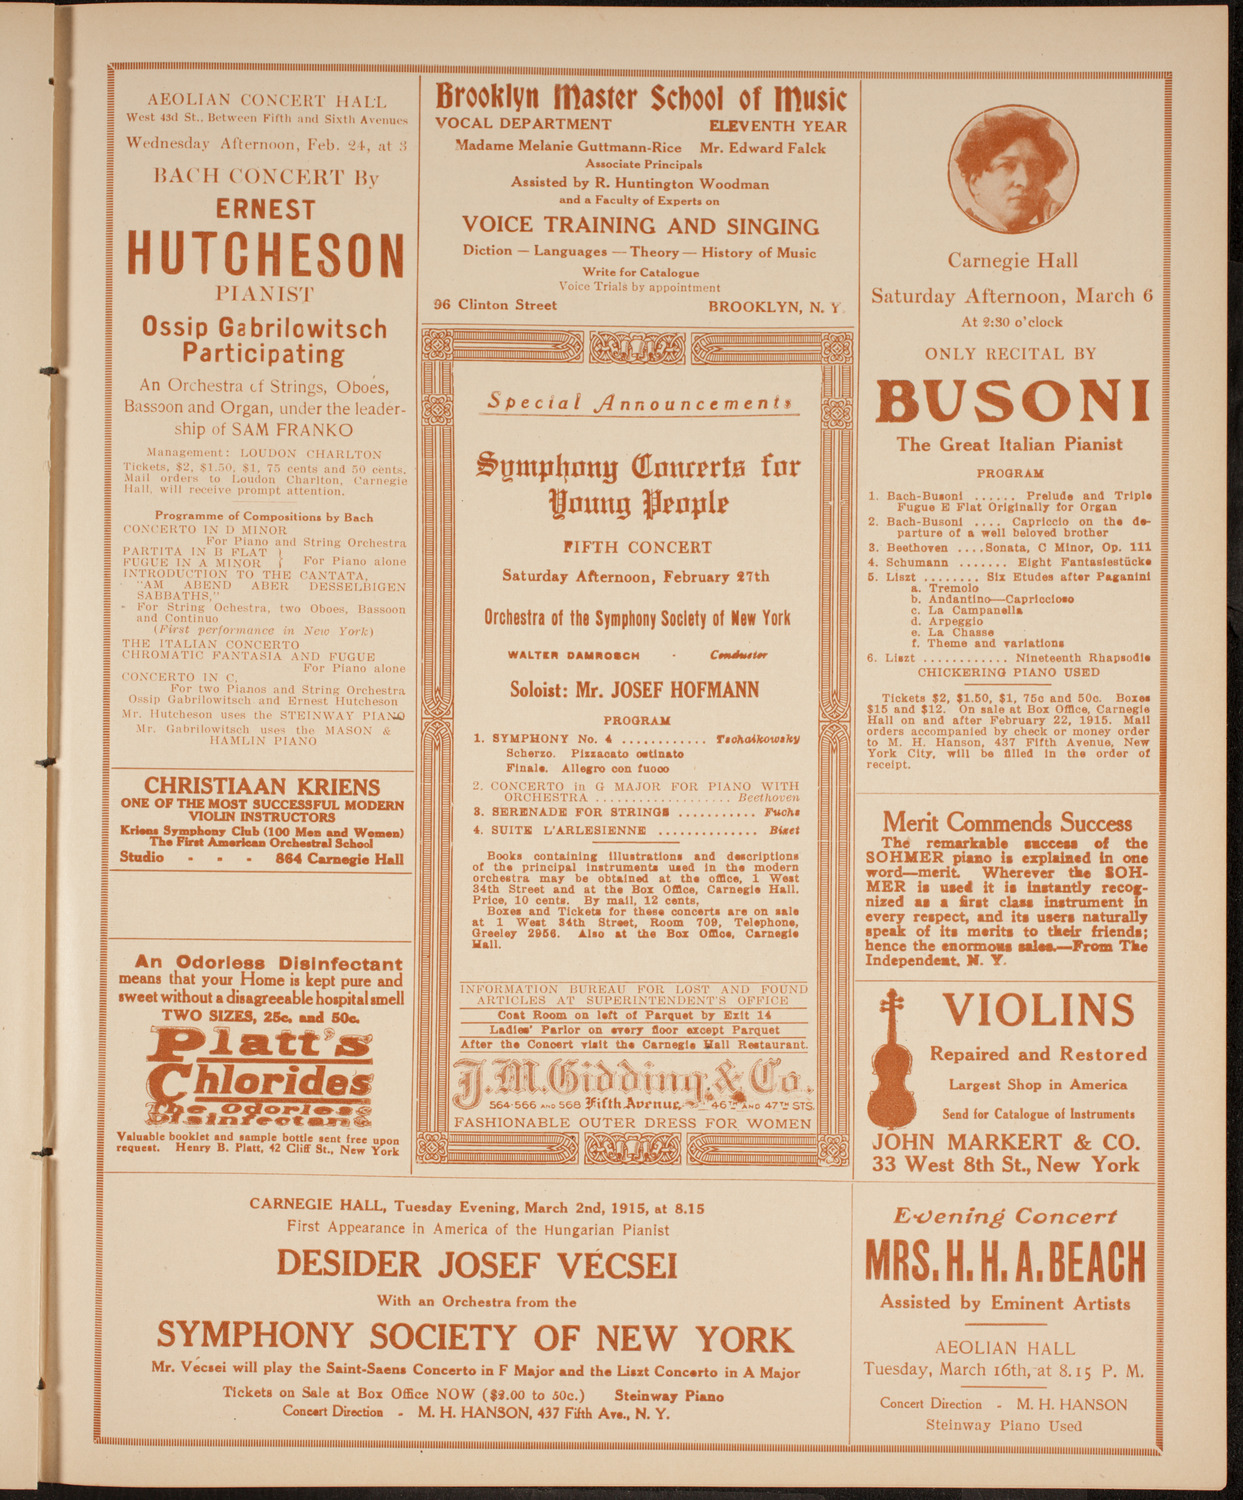 AEOLIAN CONCERT HALL
West 43d St., Between Fifth and Sixth Avenues
Wednesday Afternoon, Feb. 24, at 3
BACH CONCERT By
ERNEST
HUTCHESON
PIANIST
Ossip Gabrilowitsch
Participating
An Orchestra of Strings, Oboes,
Bassoon and Organ, under the leader-
ship of SAM FRANKO
Management: LOUDON CHARLTON
Tickets, $2, $1.50, $1, 75 cents and 50 cents.
Mail orders to Loudon Charlton, Carnegie
Hall, will receive prompt attention.
Programme of Compositions by Bach
CONCERTO IN D MINOR
For Piano and String Orchestra
PARTITA IN B FLAT }
FUGUE IN A MINOR } For Piano alone
INTRODUCTION TO THE CANTATA,
"AM ABEND ABER DESSELBIGEN
SABBATHS,"
For String Ochestra, two Oboes, Bassoon
and Continuo
(First performance in New York)
THE ITALIAN CONCERTO
CHROMATIC FANTASIA AND FUGUE
For Piano alone
CONCERTO IN C,
For two Pianos and String Orchestra
Ossip Gabrilowitsch and Ernest Hutcheson
Mr. Hutcheson uses the STEINWAY PIANO
Mr. Gabrilowitsch uses the MASON &
HAMLIN PIANO
CHRISTIAAN KRIENS
ONE OF THE MOST SUCCESSFUL MODERN
VIOLIN INSTRUCTORS
Kriens Symphony Club (100 Men and Women)
The First American Orchestral School
Studio - - - 864 Carnegie Hall
An Odorless Disinfectant
means that your Home is kept pure and
sweet without a disagreeable hospital smell
TWO SIZES, 25c. and 50c.
Platt's
Chlorides
The Odorless
Disinfectant
Valuable booklet and sample bottle sent free upon
request. Henry B. Platt, 42 Cliff St., New York
Brooklyn Master School of Music
VOCAL DEPARTMENT ELEVENTH YEAR
Madame Melanie Guttmann-Rice Mr. Edward Falck
Associate Principals
Assisted by R. Huntington Woodman
and a Faculty of Experts on
VOICE TRAINING AND SINGING
Diction — Languages — Theory — History of Music
Write for Catalogue
Voice Trials by appointment
96 Clinton Street BROOKLYN, N. Y.
Special Announcements
Symphony Concerts for
Young People
FIFTH CONCERT
Saturday Afternoon, February 27th
Orchestra of the Symphony Society of New York
WALTER DAMROSCH - Conductor
Soloist: Mr. JOSEF HOFMANN
PROGRAM
1. SYMPHONY No. 4 ............ Tschaikowsky
Scherzo. Pizzacato ostinato
Finale. Allegro con fuoco
2. CONCERTO in G MAJOR FOR PIANO WITH
ORCHESTRA .................. Beethoven
3. SERENADE FOR STRINGS ........... Fuchs
4. SUITE L'ARLESIENNE ............. Bizet
Books containing illustrations and descriptions
of the principal instruments used in the modern
orchestra may be obtained at the office, 1 West
34th Street and at the Box Office, Carnegie Hall.
Price, 10 cents. By mail, 12 cents,
Boxes and Tickets for these concerts are on sale
at 1 West 34th Street, Room 709, Telephone,
Greeley 2956. Also at the Box Office, Carnegie
Hall.
INFORMATION BUREAU FOR LOST AND FOUND
ARTICLES AT SUPERINTENDENT'S OFFICE
Coat Room on left of Parquet by Exit 14
Ladies' Parlor on every floor except Parquet
After the Concert visit the Carnegie Hall Restaurant.
J.M. Gidding & Co.
564-566 AND 568 Fifth Avenue, 46TH AND 47TH STS.
FASHIONABLE OUTER DRESS FOR WOMEN
Carnegie Hall
Saturday Afternoon, March 6
At 2:30 o'clock
ONLY RECITAL BY
BUSONI
The Great Italian Pianist
PROGRAM
1. Bach-Busoni ...... Prelude and Triple
Fugue E Flat Originally for Organ
2. Bach-Busoni .... Capriccio on the de-
parture of a well beloved brother
3. Beethoven ....Sonata, C Minor, Op. 111
4. Schumann ....... Eight Fantasiestücke
5. Liszt ........ Six Etudes after Paganini
a. Tremolo
b. Andantino—Capriccioso
c. La Campanella
d. Arpeggio
e. La Chasse
f. Theme and variations
6. Liszt ............ Nineteenth Rhapsodie
CHICKERING PIANO USED
Tickets $2, $1.50, $1, 75c and 50c. Boxes
$15 and $12. On sale at Box Office, Carnegie
Hall on and after February 22, 1915. Mail
orders accompanied by check or money order
to M. H. Hanson, 437 Fifth Avenue, New
York City, will be filled in the order of
receipt.
Merit Commends Success
The remarkable success of the
SOHMER piano is explained in one
word—merit. Wherever the SOH-
MER is used it is instantly recog-
nized as a first class instrument in
every respect, and its users naturally
speak of its merits to their friends;
hence the enormous sales.—From The
Independent, N. Y.
VIOLINS
Repaired and Restored
Largest Shop in America
Send for Catalogue of Instruments
JOHN MARKERT & CO.
33 West 8th St., New York
CARNEGIE HALL, Tuesday Evening, March 2nd, 1915, at 8.15
First Appearance in America of the Hungarian Pianist
DESIDER JOSEF VÉCSEI
With an Orchestra from the
SYMPHONY SOCIETY OF NEW YORK
Mr. Vécsei will play the Saint-Saens Concerto in F Major and the Liszt Concerto in A Major
Tickets on Sale at Box Office NOW ($2.00 to 50c.) Steinway Piano
Concert Direction - M. H. HANSON, 437 Fifth Ave., N. Y.
Evening Concert
MRS. H. H. A. BEACH
Assisted by Eminent Artists
AEOLIAN HALL
Tuesday, March 16th, at 8.15 P. M.
Concert Direction - M. H. HANSON
Steinway Piano Used